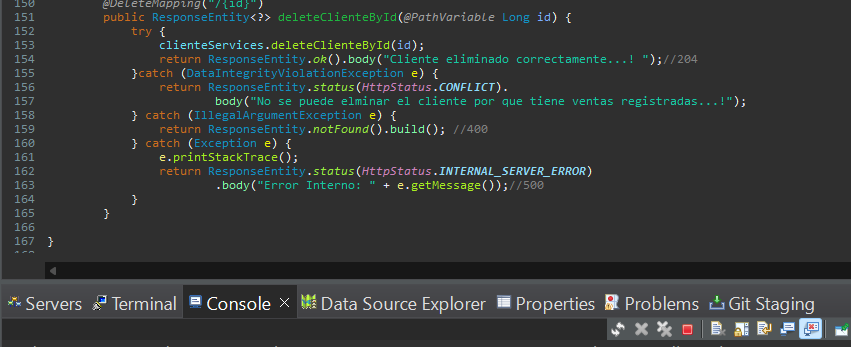 150 @DeleteMapping("/{id}")
151 public ResponseEntity<?> deleteClienteById(@PathVariable Long id) {
152 try {
153 clienteServices.deleteClienteById(id);
154 return ResponseEntity.ok().body("Cliente eliminado correctamente...! ");//204
155 }catch (DataIntegrityViolationException e) {
156 return ResponseEntity.status(HttpStatus.CONFLICT).
157 body("No se puede elminar el cliente por que tiene ventas registradas...!");
158 } catch (IllegalArgumentException e) {
159 return ResponseEntity.notFound().build(); //400
160 } catch (Exception e) {
161 e.printStackTrace();
162 return ResponseEntity.status(HttpStatus.INTERNAL_SERVER_ERROR)
163 .body("Error Interno: " + e.getMessage());//500
164 }
165 }
166
167 }
168
Servers Terminal Console Data Source Explorer Properties Problems Git Staging